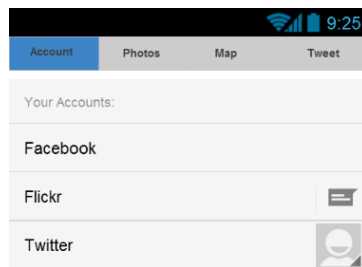 9:25
Account Photos Map Tweet
Your Accounts:
Facebook
Flickr
Twitter